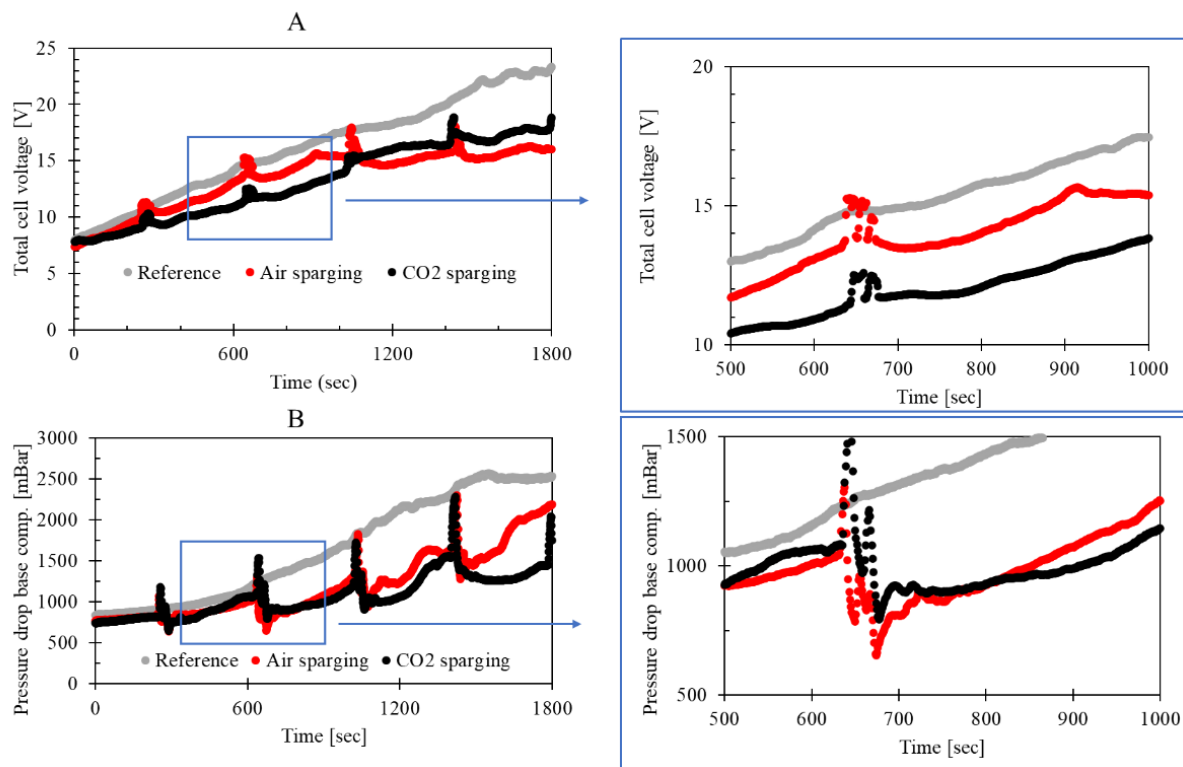 A
Total cell voltage [V]
25
20
15
10
5
0
Reference
Air sparging
CO2 sparging
0
600
1200
1800
Time (sec)
Total cell voltage [V]
20
15
10
500
600
700
800
900
1000
Time [sec]
B
Pressure drop base comp. [mBar]
3000
2500
2000
1500
1000
500
0
Reference
Air sparging
CO2 sparging
0
600
1200
1800
Time [sec]
Pressure drop base comp. [mBar]
1500
1000
500
500
600
700
800
900
1000
Time [sec]